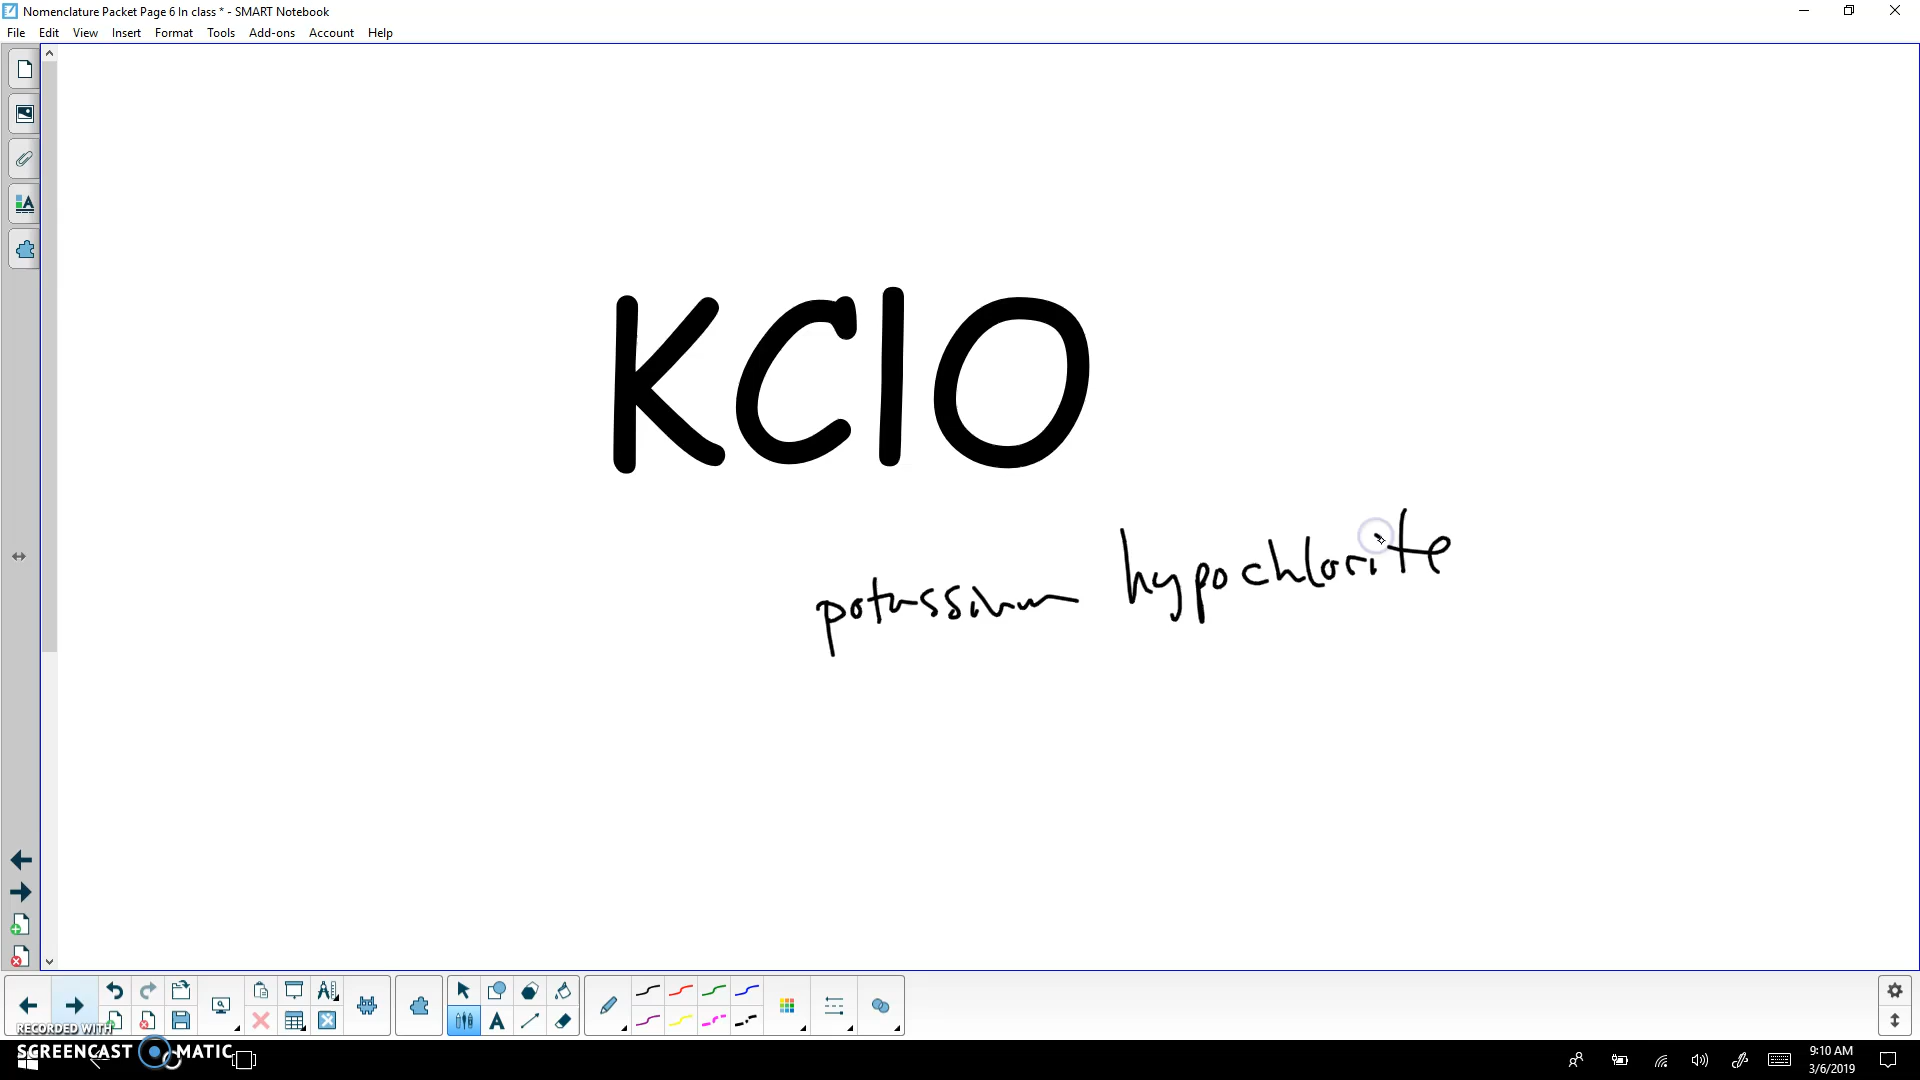 Nomenclature Packet Page 6 In class * - SMART Notebook
File Edit View Insert Format Tools Add-ons Account Help
KClO
potassium hypochlorite
RECORDED WITH
SCREENCAST MATIC
9:10 AM
3/6/2019